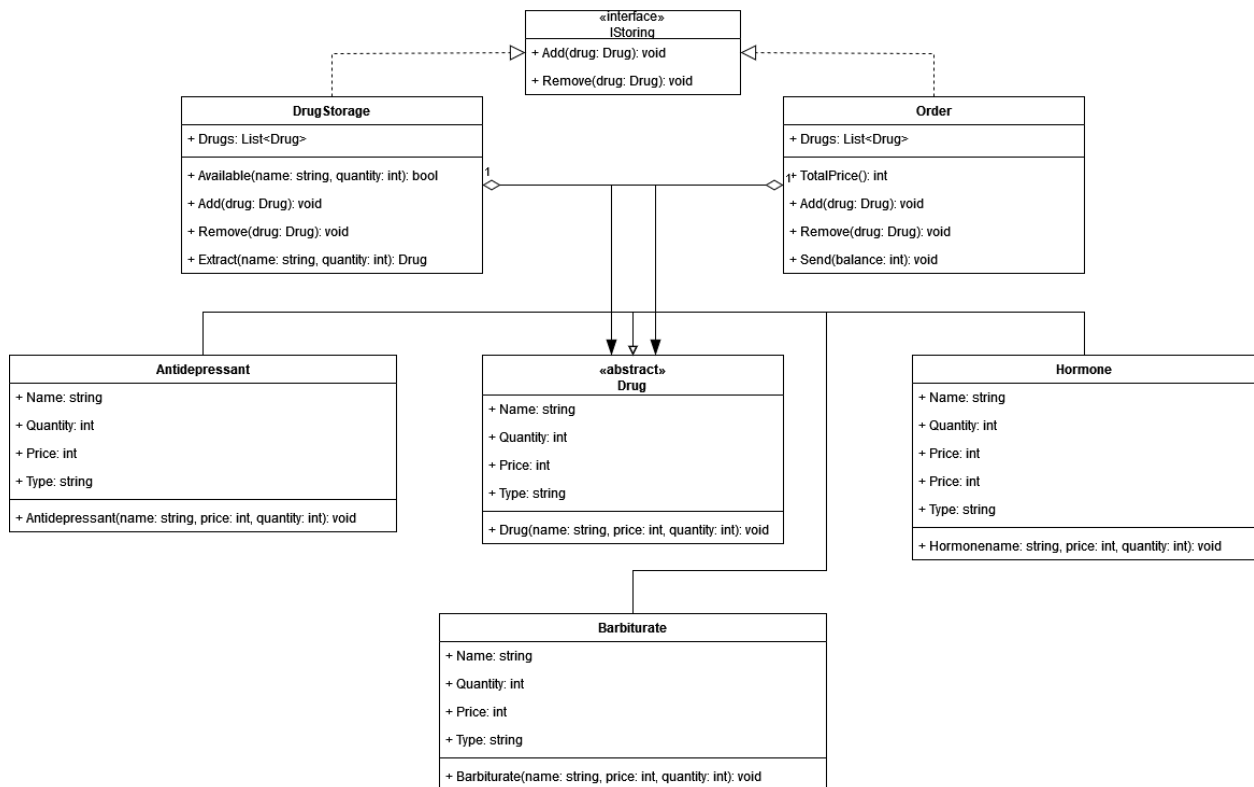 «interface»
IStoring
+ Add(drug: Drug): void
+ Remove(drug: Drug): void
DrugStorage
+ Drugs: List<Drug>
+ Available(name: string, quantity: int): bool
+ Add(drug: Drug): void
+ Remove(drug: Drug): void
+ Extract(name: string, quantity: int): Drug
1
Order
+ Drugs: List<Drug>
1
+ TotalPrice(): int
+ Add(drug: Drug): void
+ Remove(drug: Drug): void
+ Send(balance: int): void
Antidepressant
+ Name: string
+ Quantity: int
+ Price: int
+ Type: string
+ Antidepressant(name: string, price: int, quantity: int): void
«abstract»
Drug
+ Name: string
+ Quantity: int
+ Price: int
+ Type: string
+ Drug(name: string, price: int, quantity: int): void
Hormone
+ Name: string
+ Quantity: int
+ Price: int
+ Price: int
+ Type: string
+ Hormonename: string, price: int, quantity: int): void
Barbiturate
+ Name: string
+ Quantity: int
+ Price: int
+ Type: string
+ Barbiturate(name: string, price: int, quantity: int): void